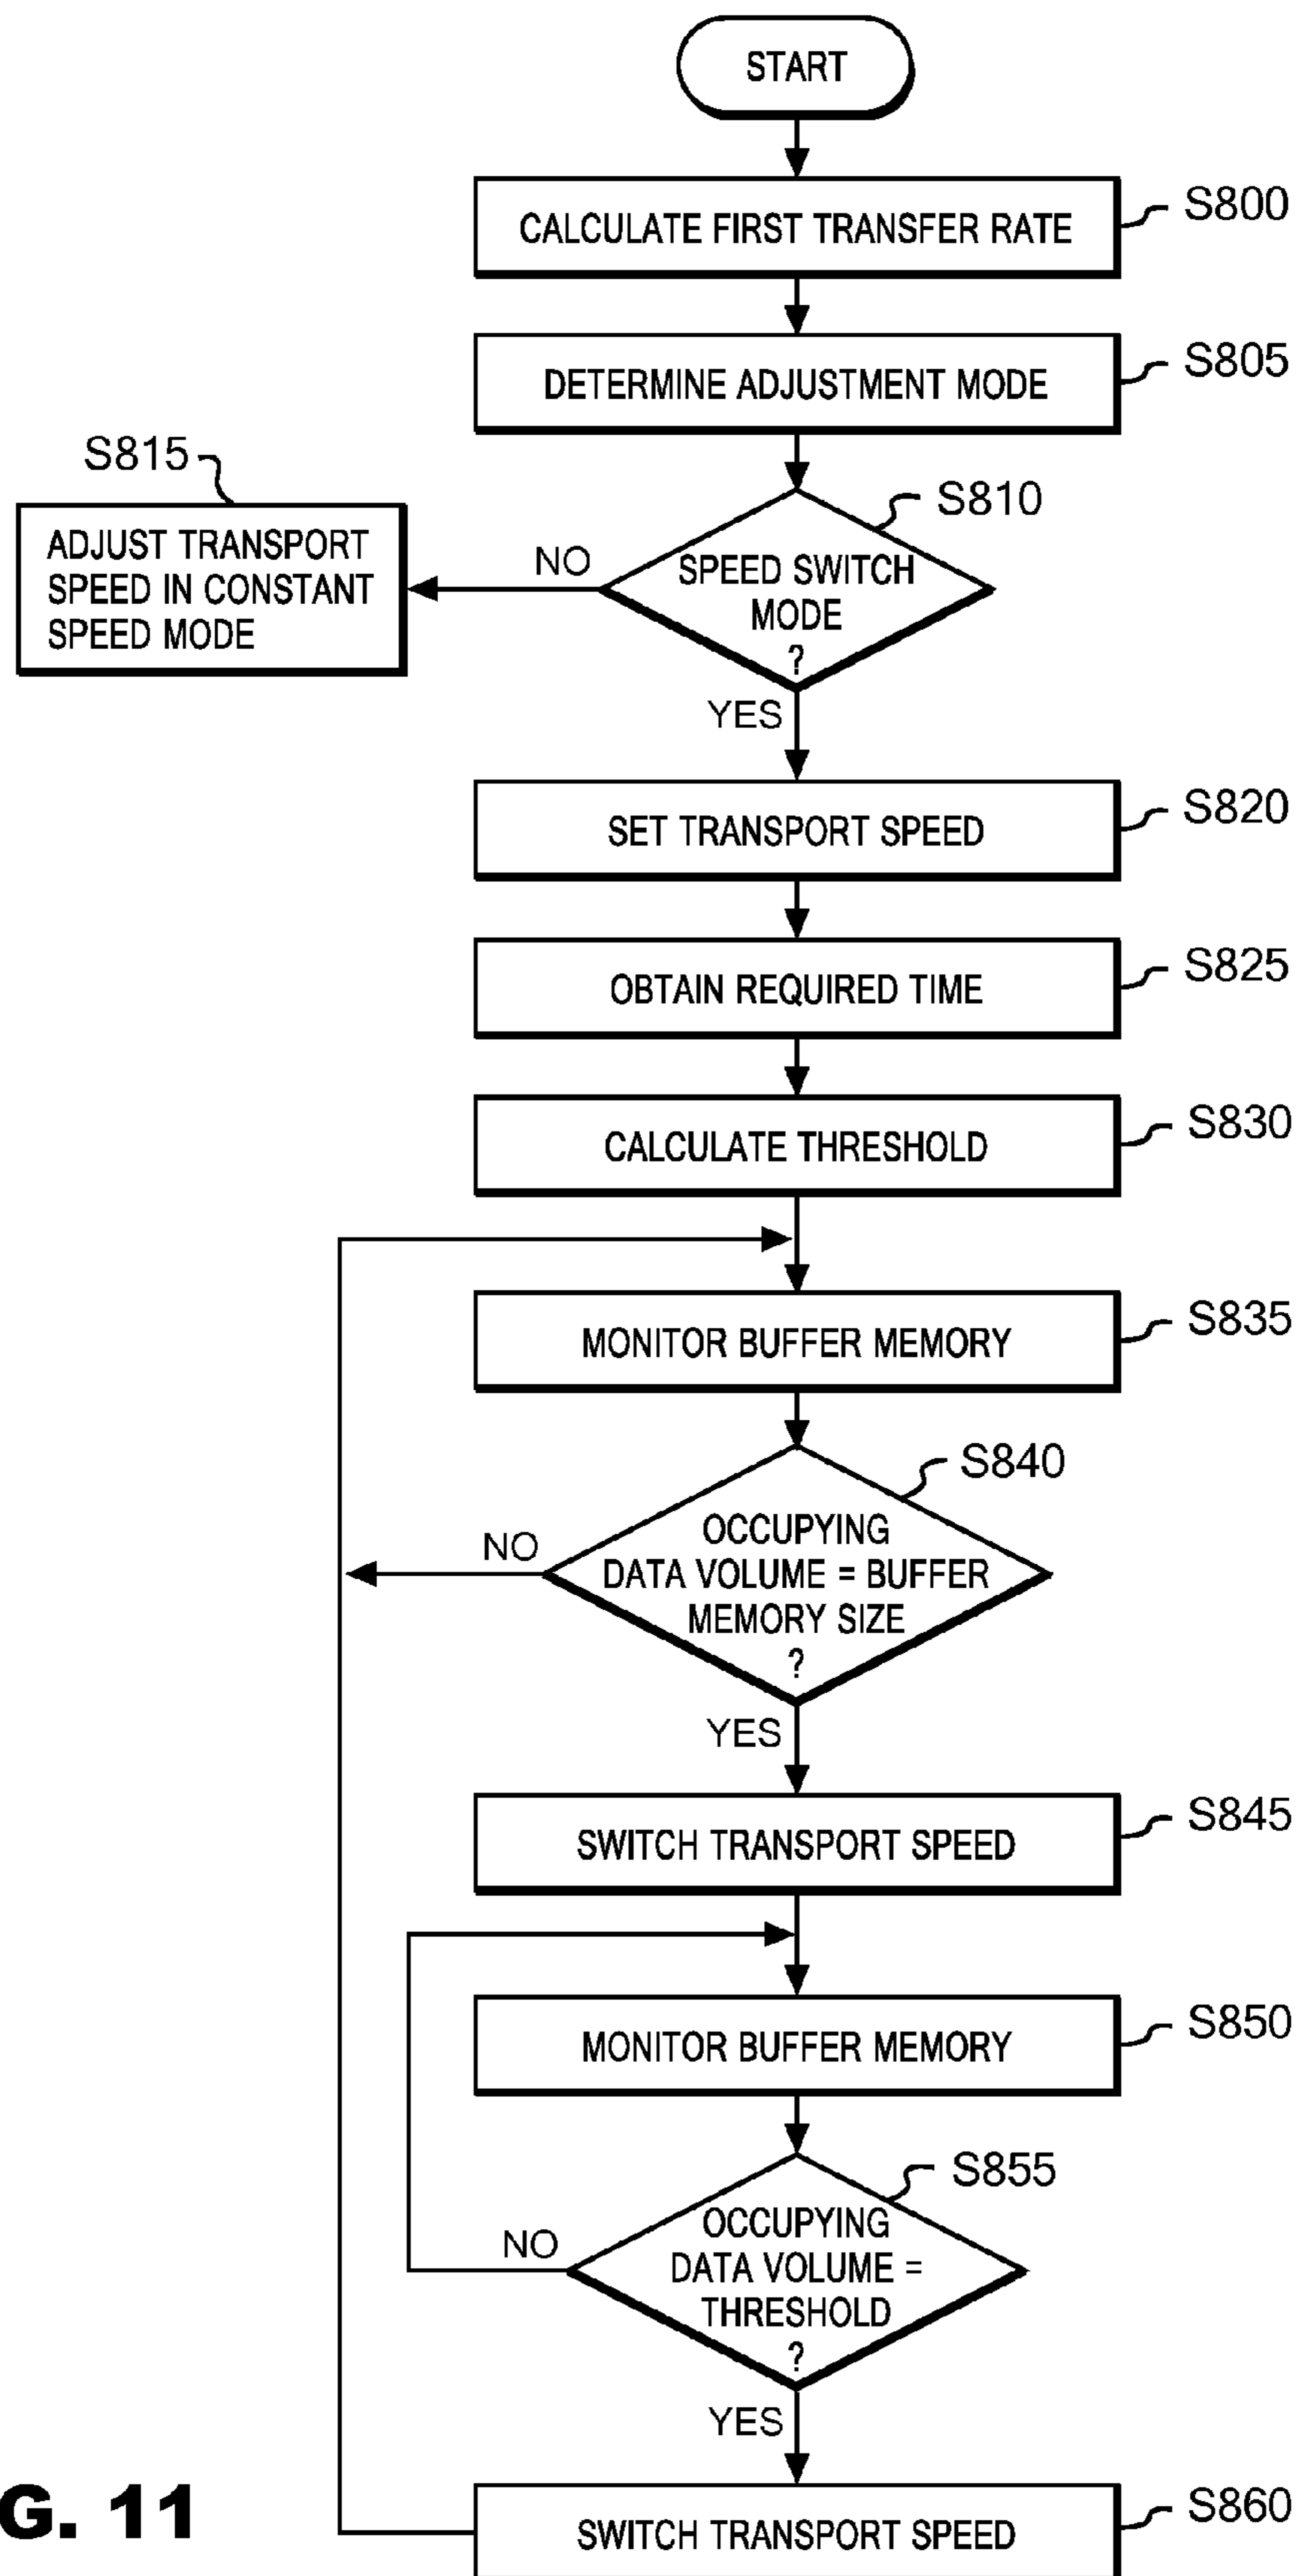 START
CALCULATE FIRST TRANSFER RATE
S800
DETERMINE ADJUSTMENT MODE
S805
S815
ADJUST TRANSPORT
SPEED IN CONSTANT
SPEED MODE
NO
S810
SPEED SWITCH
MODE
?
YES
SET TRANSPORT SPEED
S820
OBTAIN REQUIRED TIME
S825
CALCULATE THRESHOLD
S830
MONITOR BUFFER MEMORY
S835
S840
NO
OCCUPYING
DATA VOLUME = BUFFER
MEMORY SIZE
?
YES
SWITCH TRANSPORT SPEED
S845
MONITOR BUFFER MEMORY
S850
S855
NO
OCCUPYING
DATA VOLUME =
THRESHOLD
?
YES
SWITCH TRANSPORT SPEED
S860
G. 11